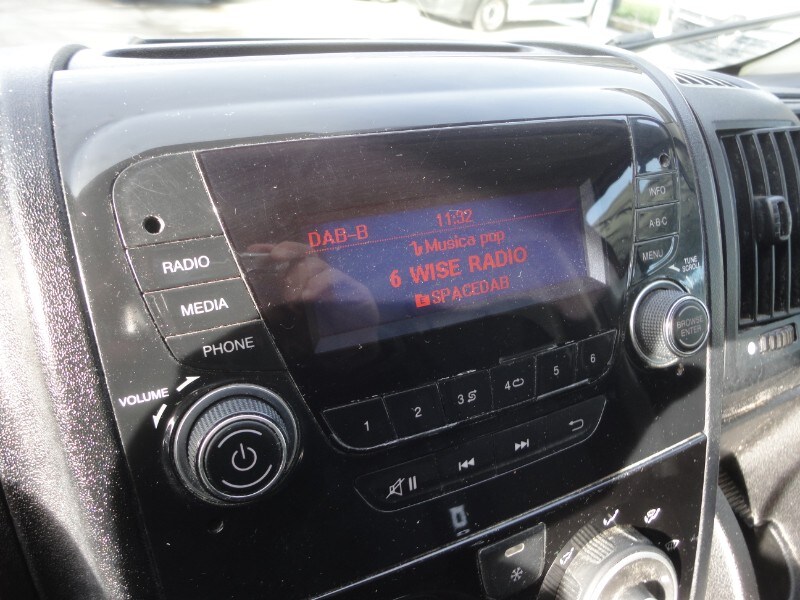 11:32
DAB-B
Musica pop
6 WISE RADIO
L SPACEDAB
RADIO
MEDIA
PHONE
VOLUME
INFO
A-B-C
MENU
TUNE
SCROLL
BROWSE
ENTER
1 2 3 4 5 6